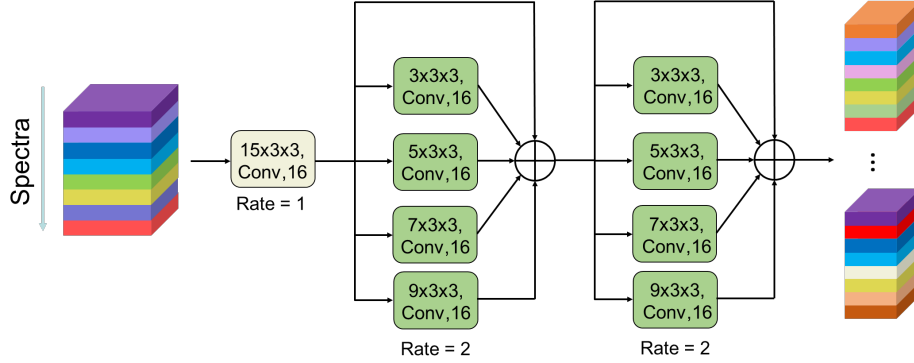 Spectra
15x3x3,
Conv,16
Rate = 1
3x3x3,
Conv,16
5x3x3,
Conv,16
7x3x3,
Conv,16
9x3x3,
Conv,16
Rate = 2
3x3x3,
Conv,16
5x3x3,
Conv,16
7x3x3,
Conv,16
9x3x3,
Conv,16
Rate = 2
...